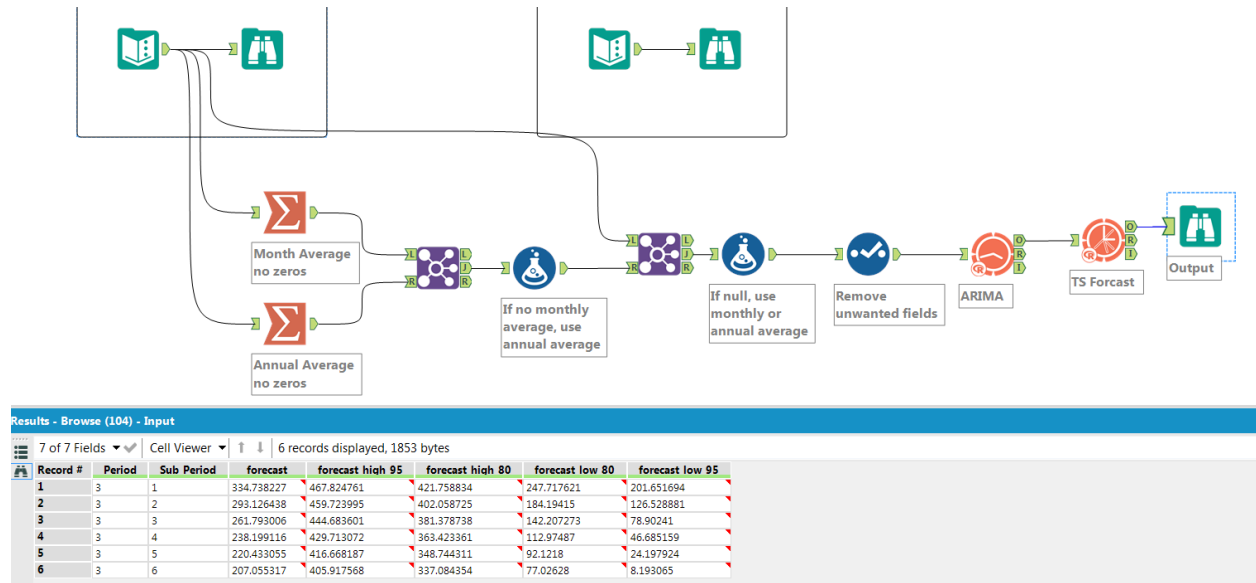 L
J
R
L
R
L
J
R
L
R
O
R
I
R
O
R
I
R
Month Average
no zeros
Annual Average
no zeros
If no monthly
average, use
annual average
If null, use
monthly or
annual average
Remove
unwanted fields
ARIMA
TS Forcast
Output
Results - Browse (104) - Input
7 of 7 Fields Cell Viewer 6 records displayed, 1853 bytes
Record # Period Sub Period forecast forecast high 95 forecast high 80 forecast low 80 forecast low 95
1 3 1 334.738227 467.824761 421.758834 247.717621 201.651694
2 3 2 293.126438 459.723995 402.058725 184.19415 126.528881
3 3 3 261.793006 444.683601 381.378738 142.207273 78.90241
4 3 4 238.199116 429.713072 363.423361 112.97487 46.685159
5 3 5 220.433055 416.668187 348.744311 92.1218 24.197924
6 3 6 207.055317 405.917568 337.084354 77.02628 8.193065